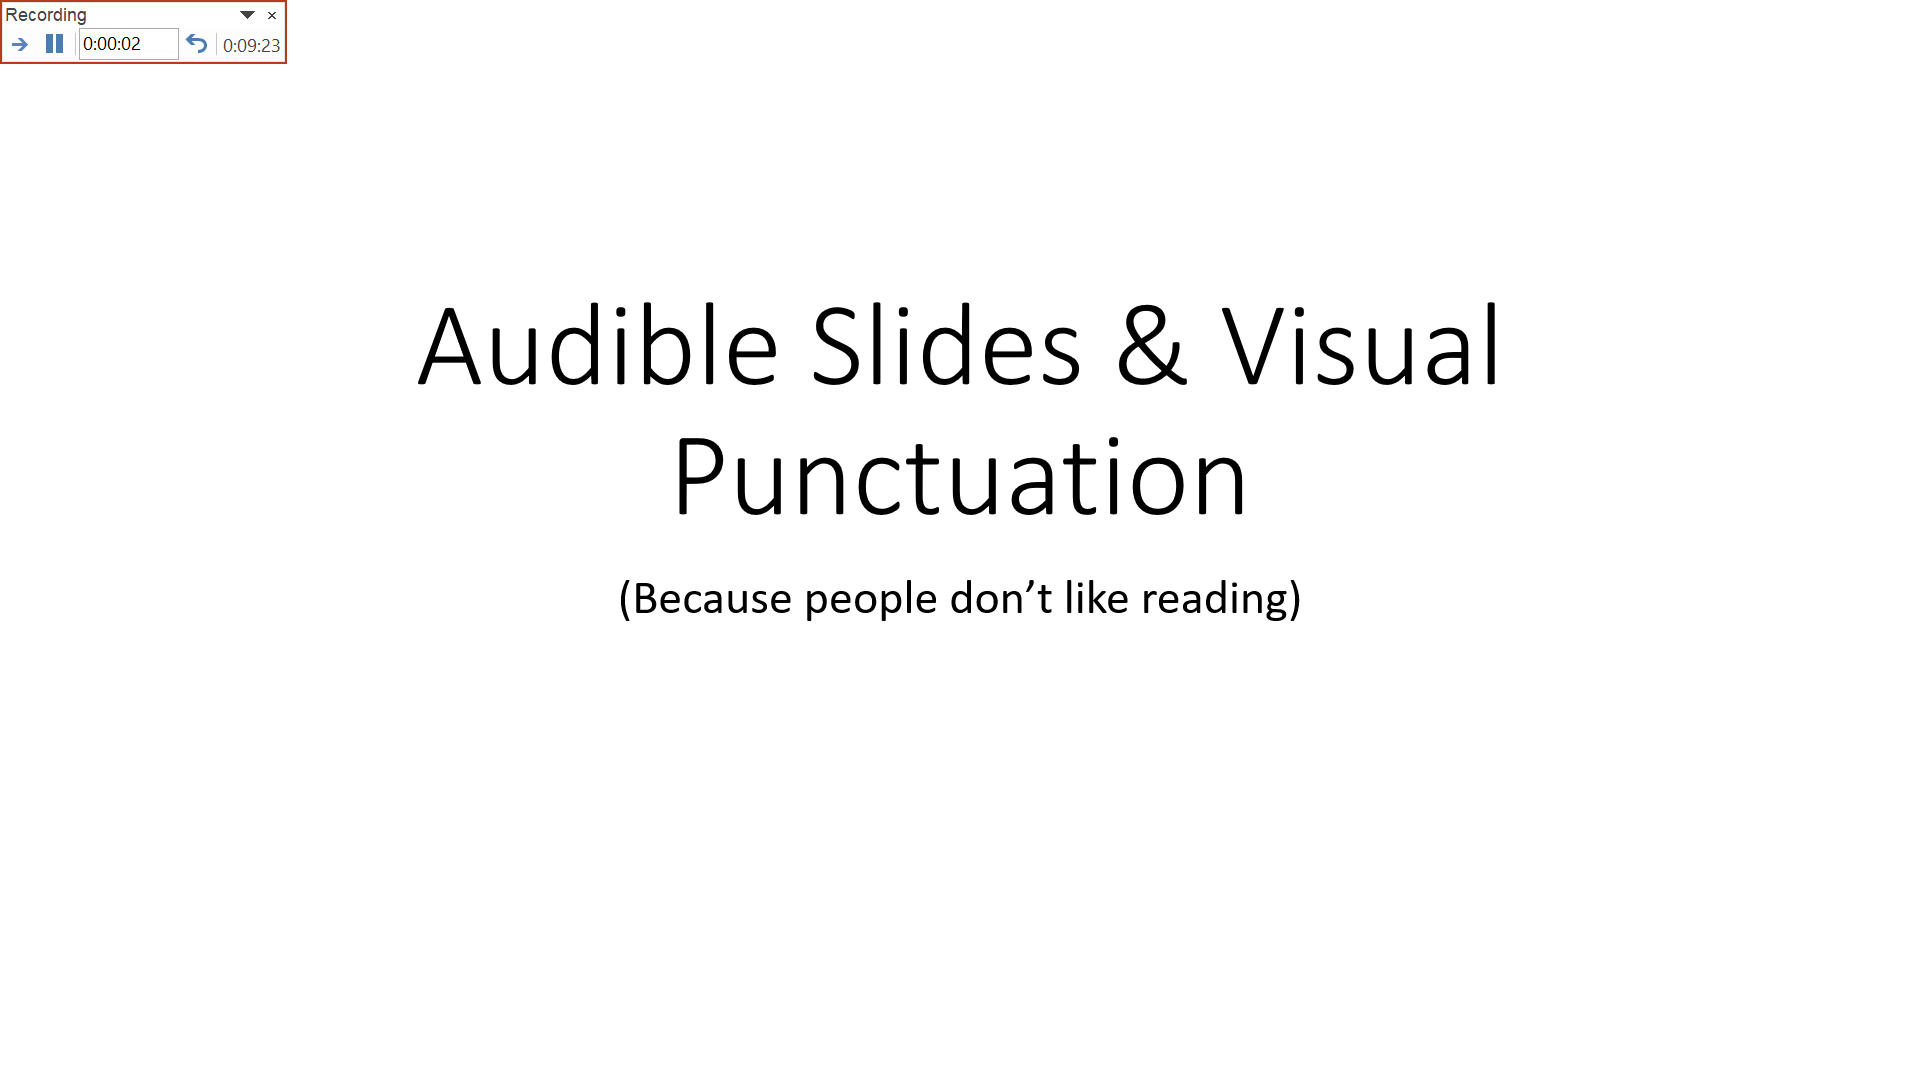 Recording
0:00:02 0:09:23
Audible Slides & Visual
Punctuation
(Because people don’t like reading)